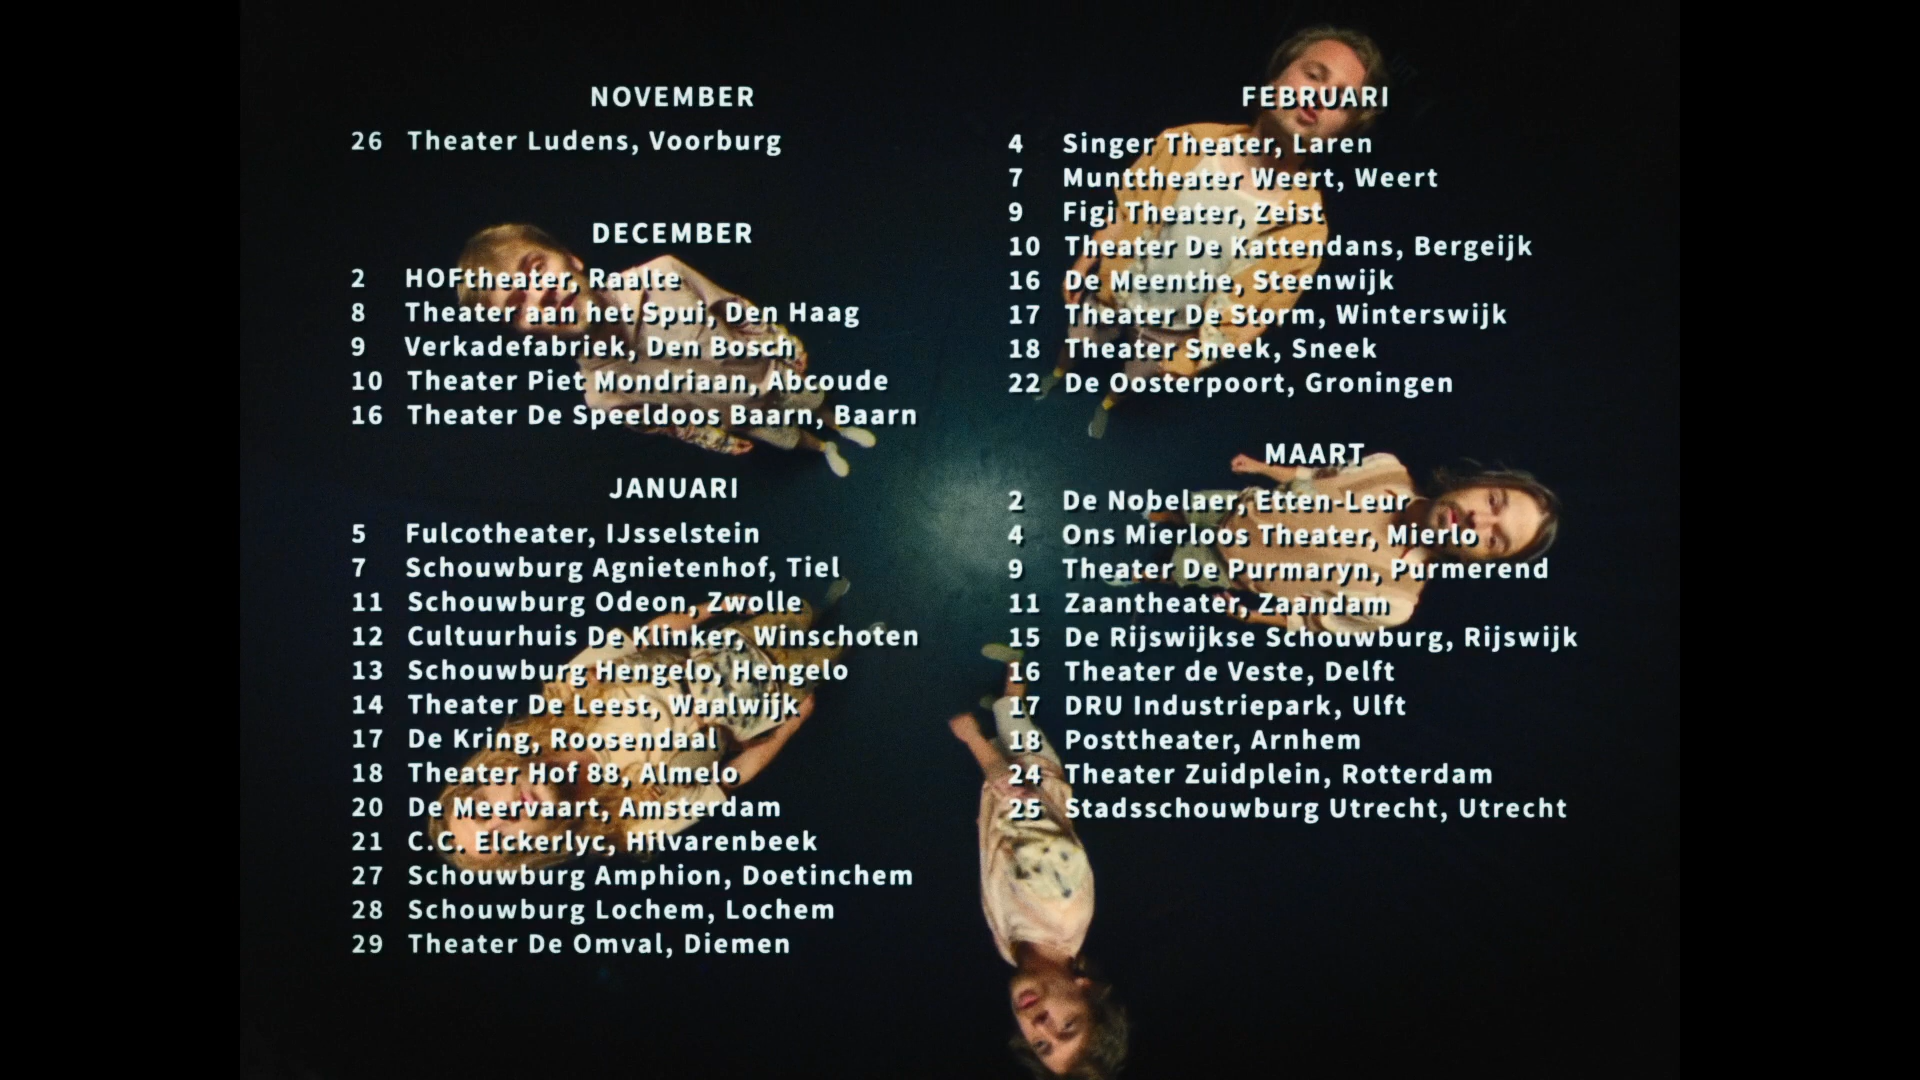 NOVEMBER
26 Theater Ludens, Voorburg
DECEMBER
2 HOFtheater, Raalte
8 Theater aan het Spui, Den Haag
9 Verkadefabriek, Den Bosch
10 Theater Piet Mondriaan, Abcoude
16 Theater De Speeldoos Baarn, Baarn
JANUARI
5 Fulcotheater, IJsselstein
7 Schouwburg Agnietenhof, Tiel
11 Schouwburg Odeon, Zwolle
12 Cultuurhuis De Klinker, Winschoten
13 Schouwburg Hengelo, Hengelo
14 Theater De Leest, Waalwijk
17 De Kring, Roosendaal
18 Theater Hof 88, Almelo
20 De Meervaart, Amsterdam
21 C.C. Elckerlyc, Hilvarenbeek
27 Schouwburg Amphion, Doetinchem
28 Schouwburg Lochem, Lochem
29 Theater De Omval, Diemen
FEBRUARI
4 Singer Theater, Laren
7 Munttheater Weert, Weert
9 Figi Theater, Zeist
10 Theater De Kattendans, Bergeijk
16 De Meenthe, Steenwijk
17 Theater De Storm, Winterswijk
18 Theater Sneek, Sneek
22 De Oosterpoort, Groningen
MAART
2 De Nobelaer, Etten-Leur
4 Ons Mierloos Theater, Mierlo
9 Theater De Purmaryn, Purmerend
11 Zaantheater, Zaandam
15 De Rijswijkse Schouwburg, Rijswijk
16 Theater de Veste, Delft
17 DRU Industriepark, Ulft
18 Posttheater, Arnhem
24 Theater Zuidplein, Rotterdam
25 Stadsschouwburg Utrecht, Utrecht